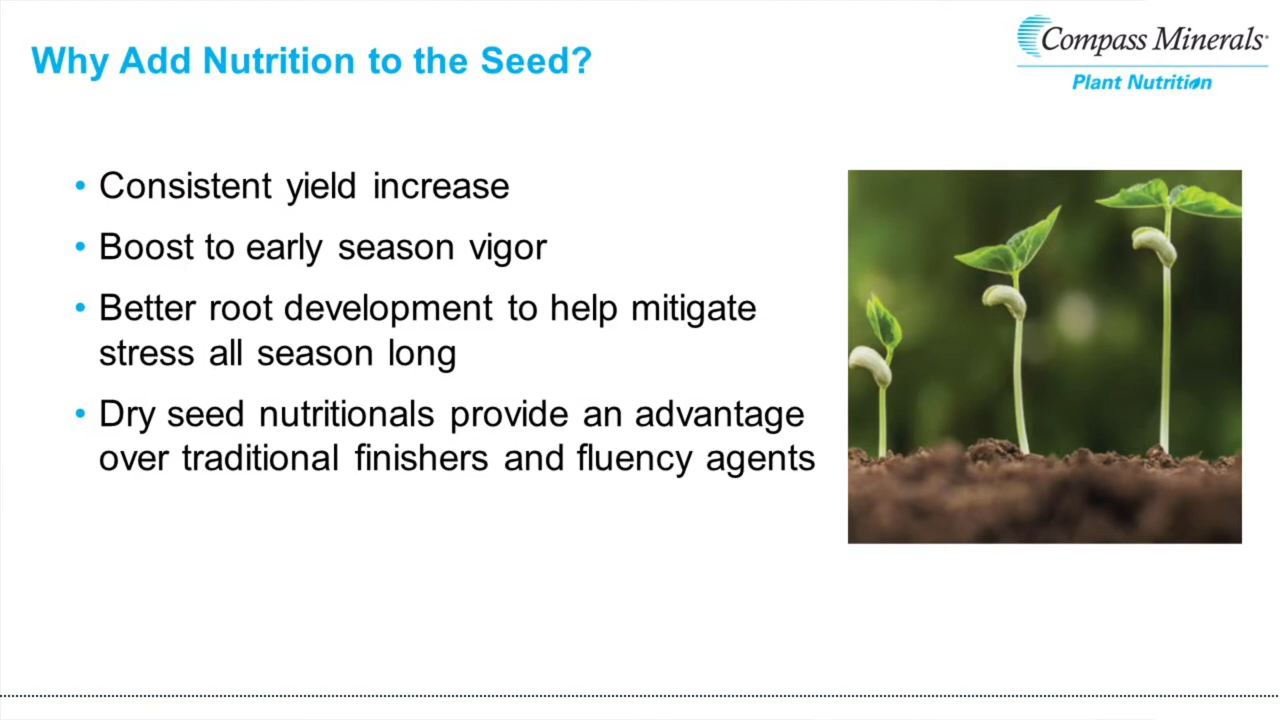 Why Add Nutrition to the Seed?
Compass Minerals®
Plant Nutrition
• Consistent yield increase
• Boost to early season vigor
• Better root development to help mitigate
stress all season long
• Dry seed nutritionals provide an advantage
over traditional finishers and fluency agents